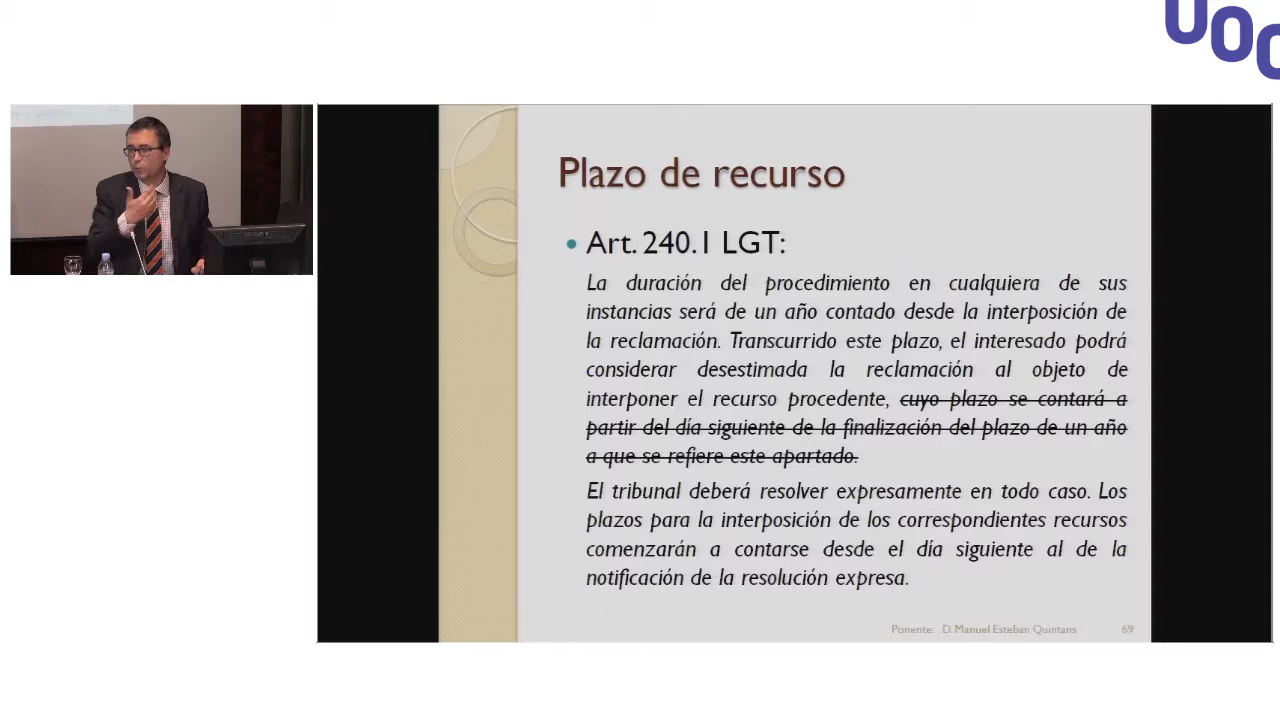 UOC
Plazo de recurso
• Art. 240.1 LGT:
La duración del procedimiento en cualquiera de sus
instancias será de un año contado desde la interposición de
la reclamación. Transcurrido este plazo, el interesado podrá
considerar desestimada la reclamación al objeto de
interponer el recurso procedente, cuyo plazo se contará a
partir del día siguiente de la finalización del plazo de un año
a que se refiere este apartado.
El tribunal deberá resolver expresamente en todo caso. Los
plazos para la interposición de los correspondientes recursos
comenzarán a contarse desde el día siguiente al de la
notificación de la resolución expresa.
Ponente: D. Manuel Esteban Quintans 69